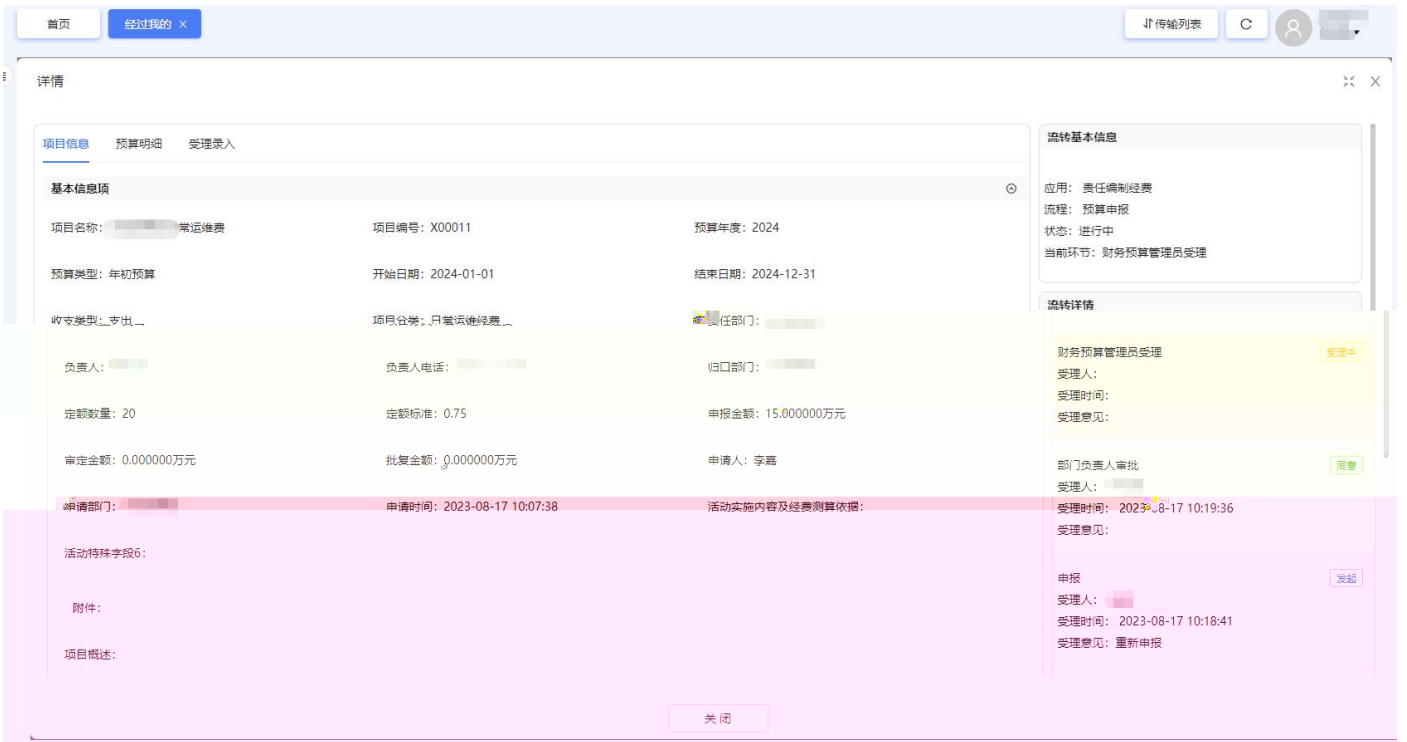 首页
经过我的 ×
传输列表
详情
项目信息 预算明细 受理录入
基本信息项
项目名称: 常运维费 项目编号: X00011 预算年度: 2024
预算类型: 年初预算 开始日期: 2024-01-01 结束日期: 2024-12-31
收支类型: 支出 项目分类: 日常运维经费 责任部门:
负责人: 负责人电话: 归口部门:
定额数量: 20 定额标准: 0.75 申报金额: 15.000000万元
审定金额: 0.000000万元 批复金额: 0.000000万元 申请人: 李嘉
申请部门: 申请时间: 2023-08-17 10:07:38 活动实施内容及经费测算依据:
活动特殊字段6:
附件:
项目概述:
流转基本信息
应用: 责任编制经费
流程: 预算申报
状态: 进行中
当前环节: 财务预算管理员受理
流转详情
财务预算管理员受理 受理中
受理人:
受理时间:
受理意见:
部门负责人审批 同意
受理人:
受理时间: 2023-08-17 10:19:36
受理意见:
申报 发起
受理人:
受理时间: 2023-08-17 10:18:41
受理意见: 重新申报
关闭